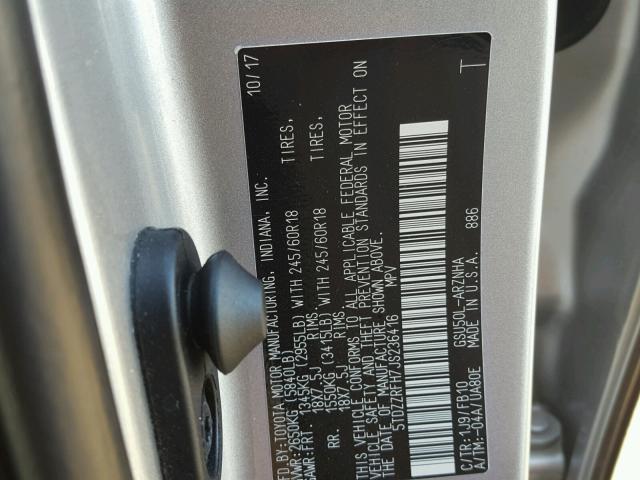 MFD.BY:TOYOTA MOTOR MANUFACTURING, INDIANA, INC. 10/17
GVWR:2650KG (5840LB)
GAWR:FRT. 1345KG (2955LB) WITH 245/60R18 TIRES,
18X7.5J RIMS
RR. 1550KG (3415LB) WITH 245/60R18 TIRES,
18X7.5J RIMS
THIS VEHICLE CONFORMS TO ALL APPLICABLE FEDERAL MOTOR
VEHICLE SAFETY AND THEFT PREVENTION STANDARDS IN EFFECT ON
THE DATE OF MANUFACTURE SHOWN ABOVE.
5TDZZRFH7JS236416 MPV
C/TR:1J9/FB10 GSU50L-ARZNHA
A/TM:-04A/UA80E MADE IN U.S.A. 886
T